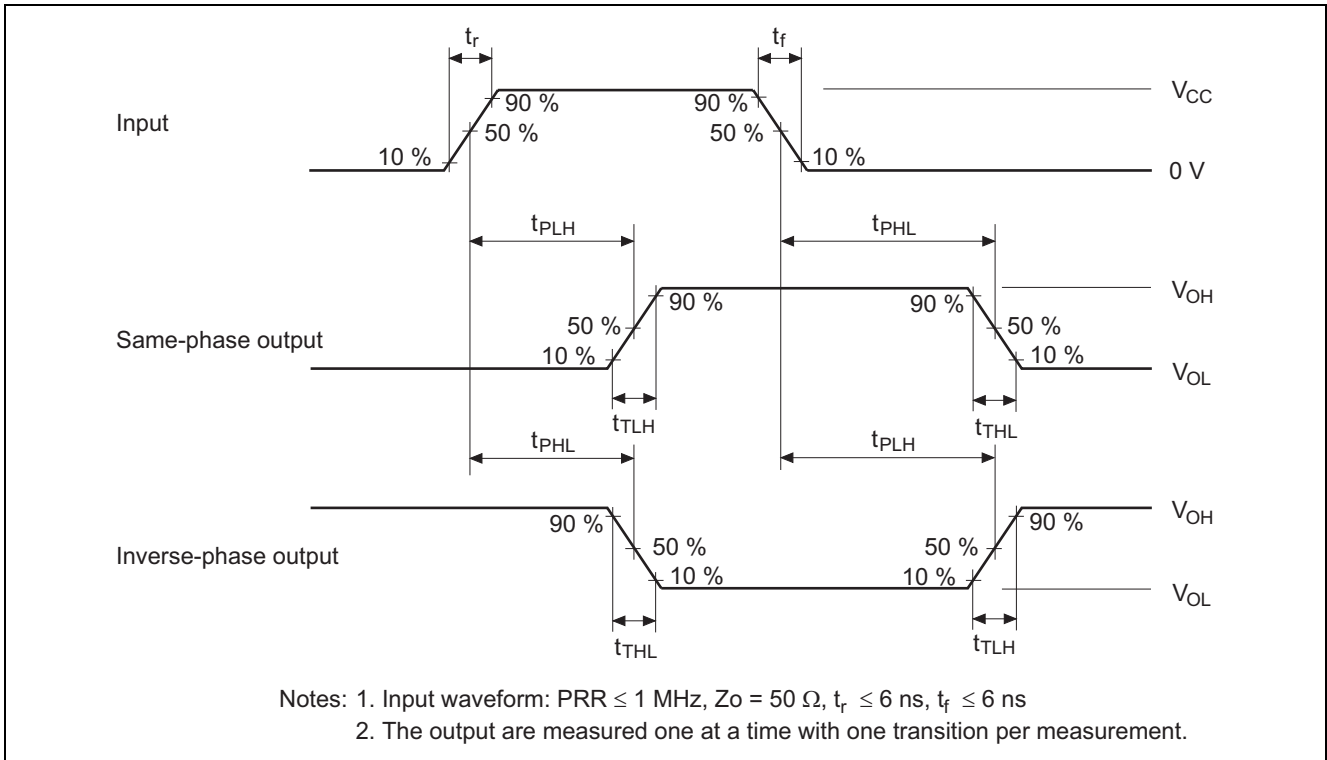 tr
tf
90 %
90 %
VCC
Input
50 %
50 %
10 %
10 %
0 V
tPLH
tPHL
90 %
90 %
VOH
Same-phase output
50 %
50 %
10 %
10 %
VOL
tTLH
tTHL
tPHL
tPLH
90 %
90 %
VOH
Inverse-phase output
50 %
50 %
10 %
10 %
VOL
tTHL
tTLH
Notes: 1. Input waveform: PRR ≤ 1 MHz, Zo = 50 Ω, tr ≤ 6 ns, tf ≤ 6 ns
2. The output are measured one at a time with one transition per measurement.